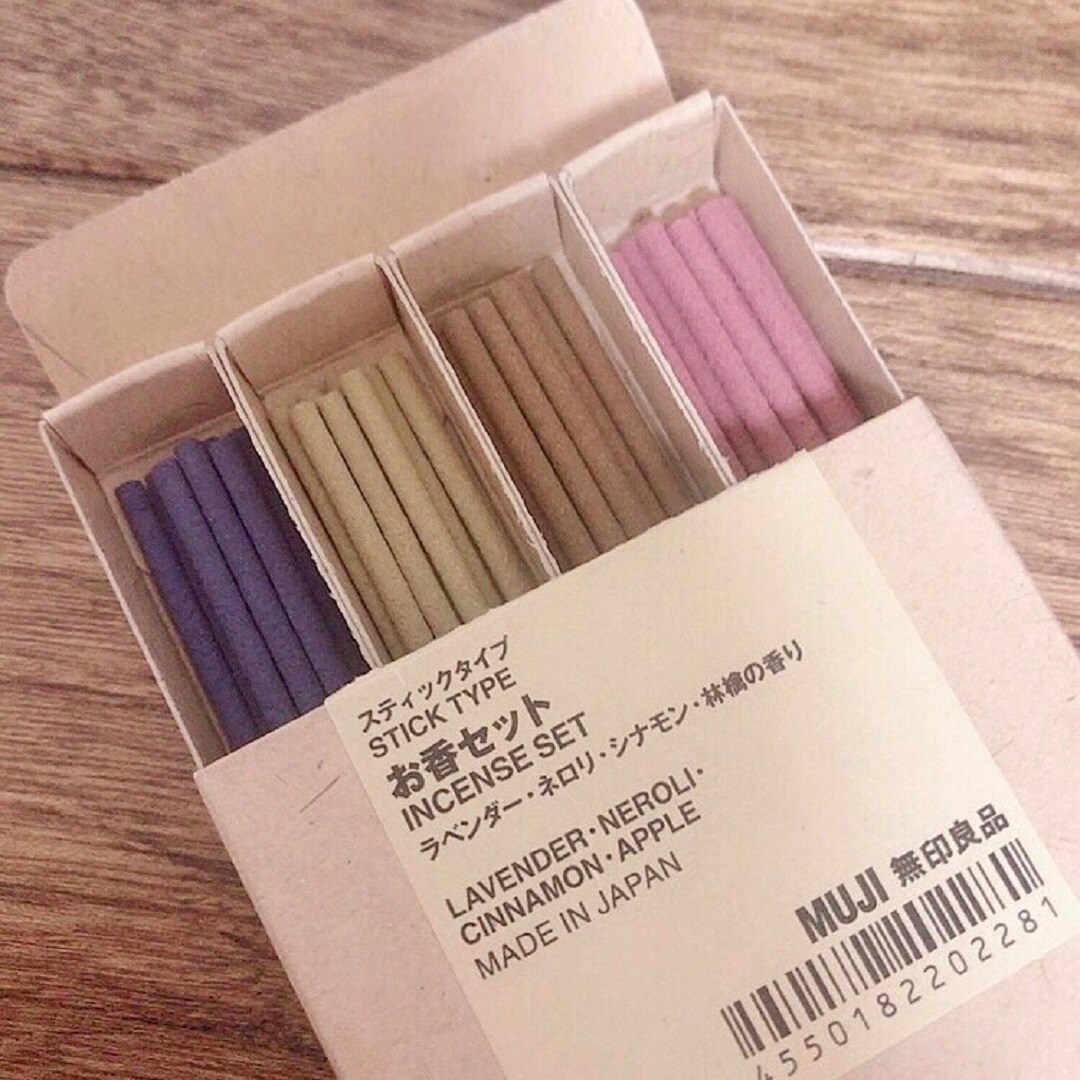 スティックタイプ
STICK TYPE
お香セット
INCENSE SET
ラベンダー・ネロリ・シナモン・林檎の香り
LAVENDER・NEROLI・
CINNAMON・APPLE
MADE IN JAPAN
MUJI 無印良品
4550182202281